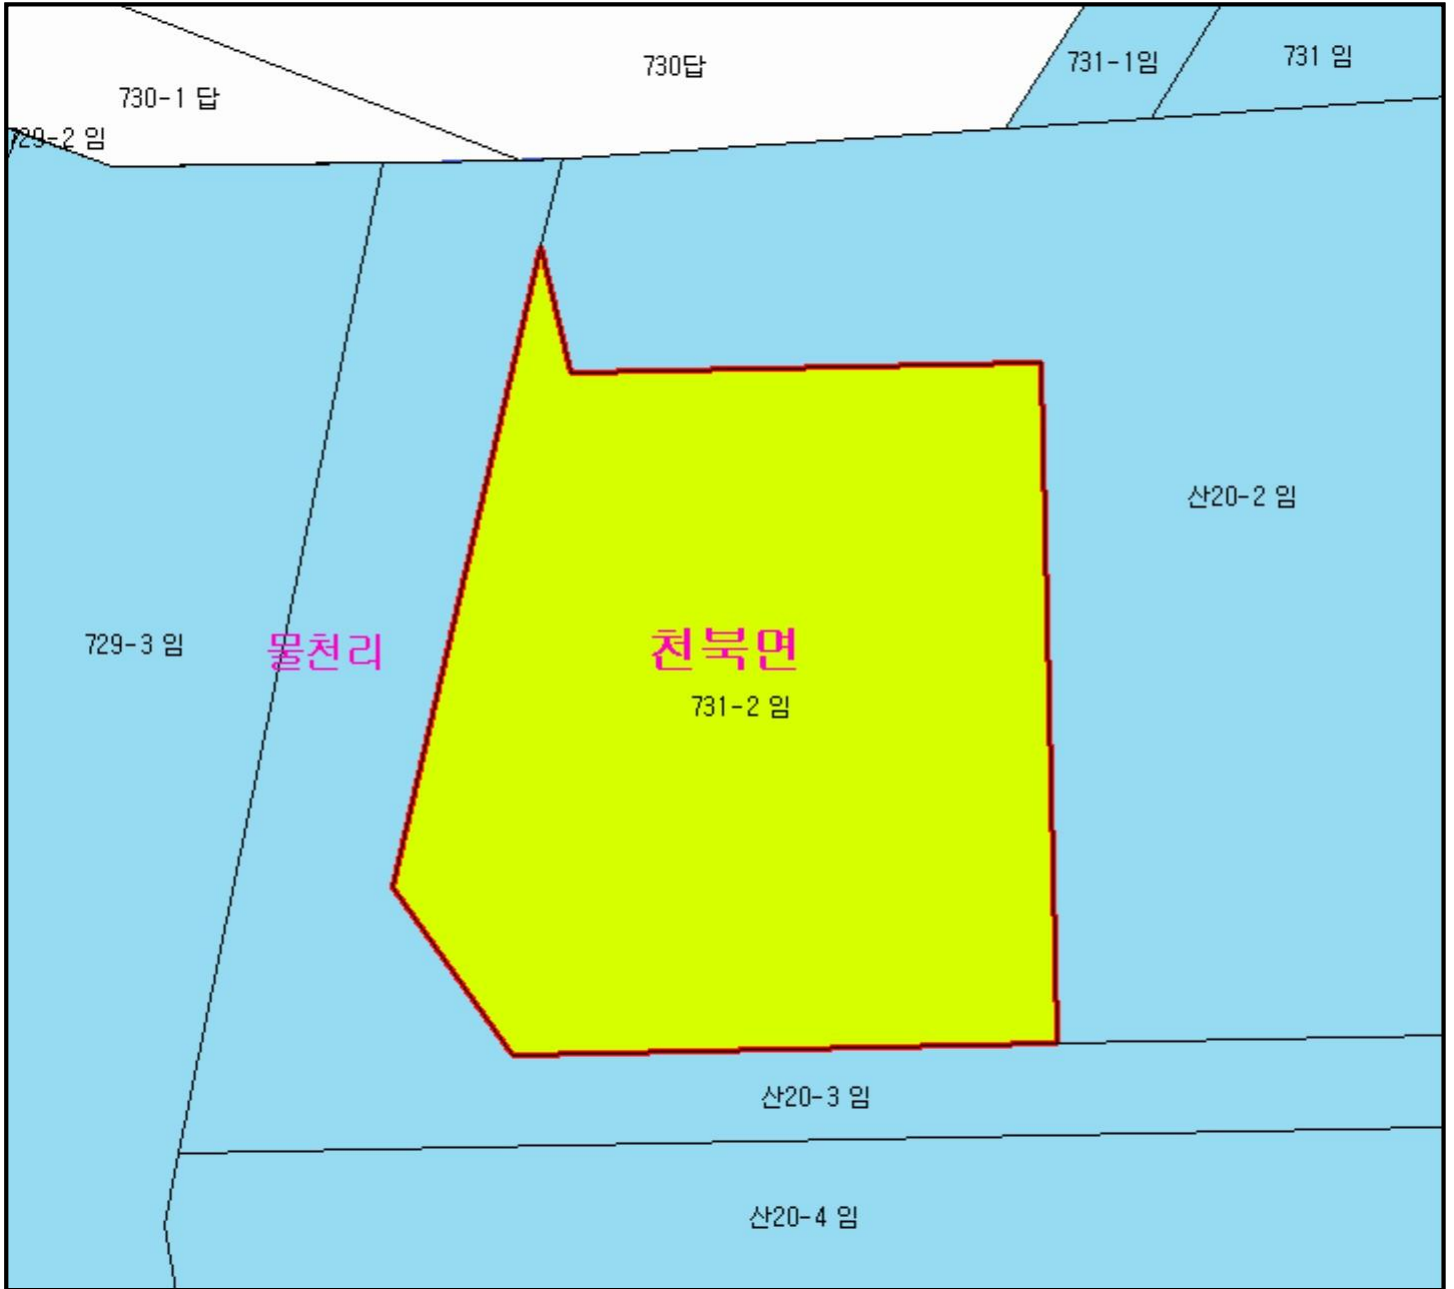 730답
731-1임
731 임
730-1 답
729-2 임
산20-2 임
729-3 임
물천리
천북면
731-2 임
산20-3 임
산20-4 임